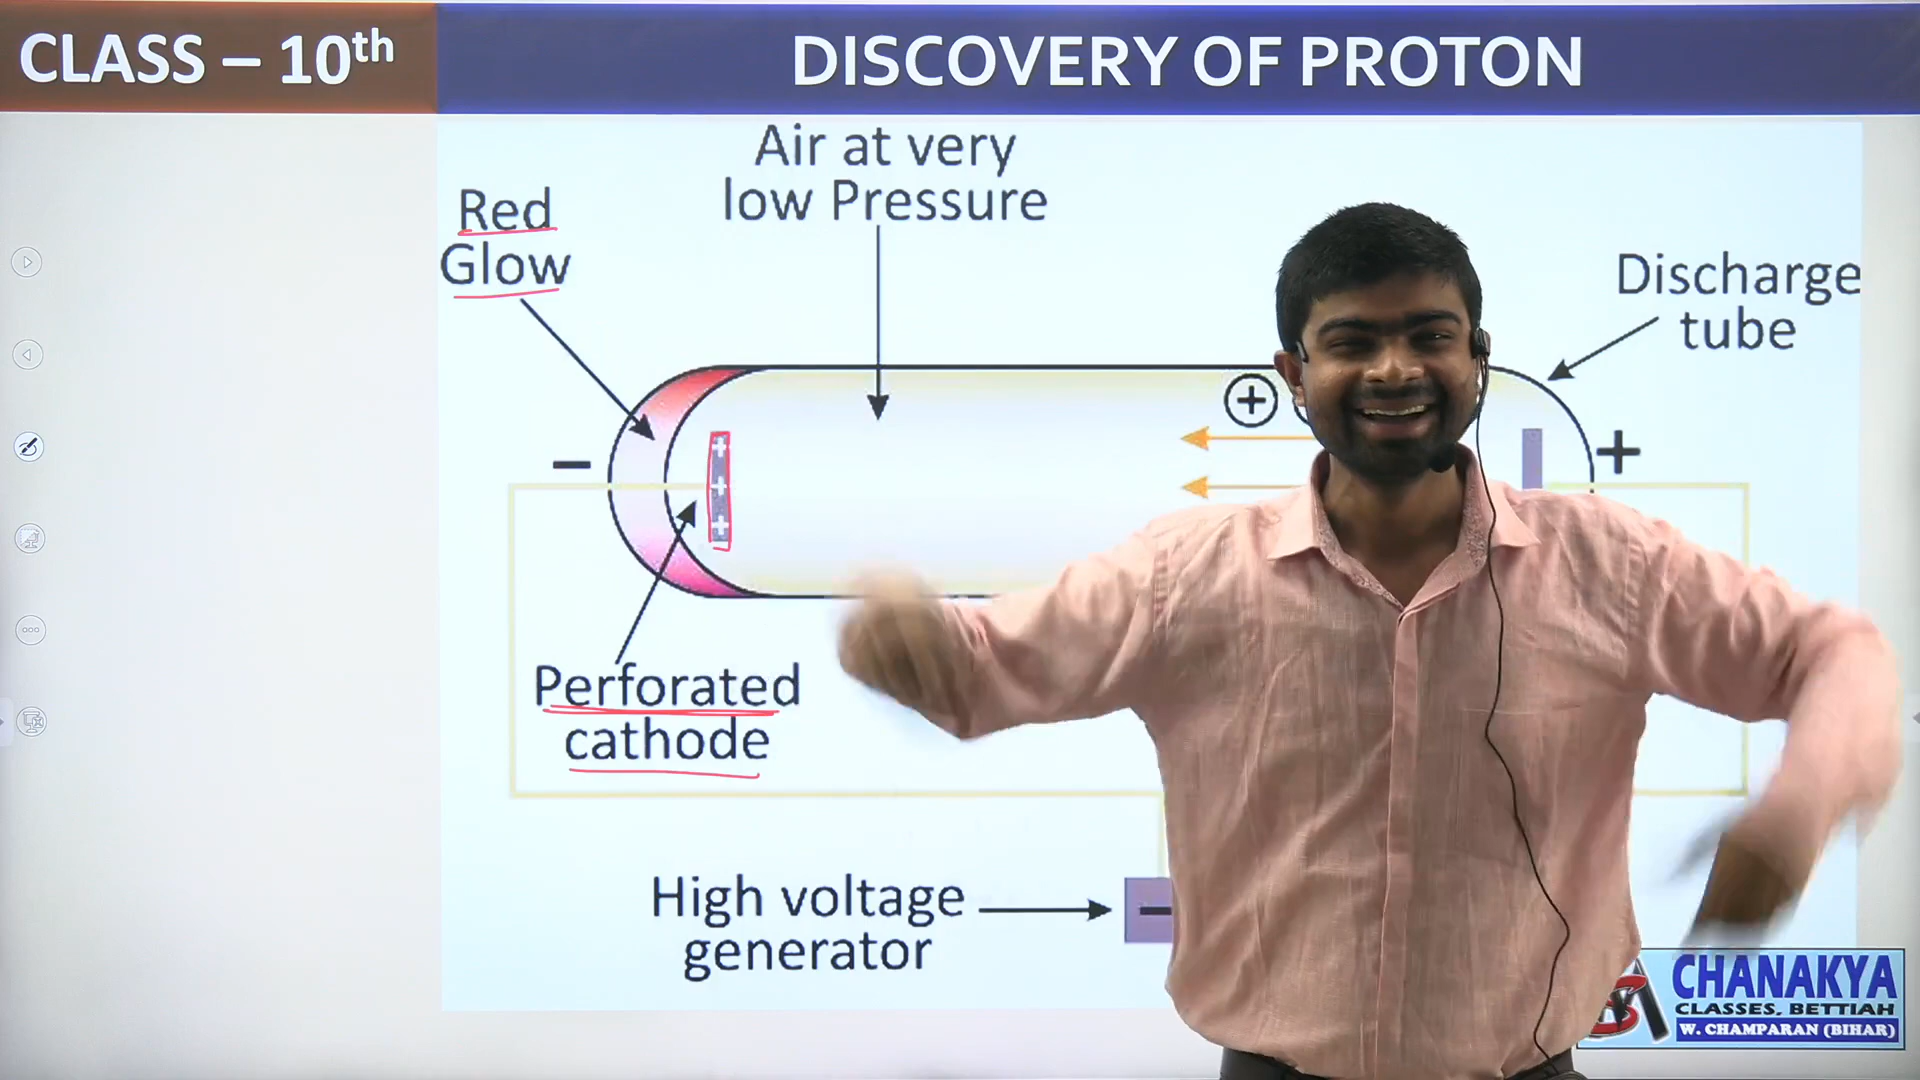 CLASS – 10th
DISCOVERY OF PROTON
Air at very
low Pressure
Red
Glow
Discharge
tube
+
−
+
+
+
+
Perforated
cathode
High voltage
generator
−
CHANAKYA
CLASSES, BETTIAH
W. CHAMPARAN (BIHAR)